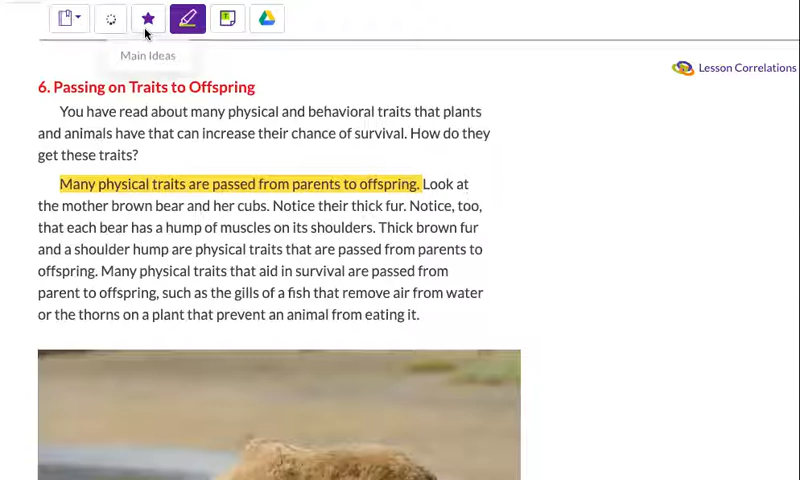 Main Ideas
Lesson Correlations
6. Passing on Traits to Offspring
You have read about many physical and behavioral traits that plants
and animals have that can increase their chance of survival. How do they
get these traits?
Many physical traits are passed from parents to offspring. Look at
the mother brown bear and her cubs. Notice their thick fur. Notice, too,
that each bear has a hump of muscles on its shoulders. Thick brown fur
and a shoulder hump are physical traits that are passed from parents to
offspring. Many physical traits that aid in survival are passed from
parent to offspring, such as the gills of a fish that remove air from water
or the thorns on a plant that prevent an animal from eating it.